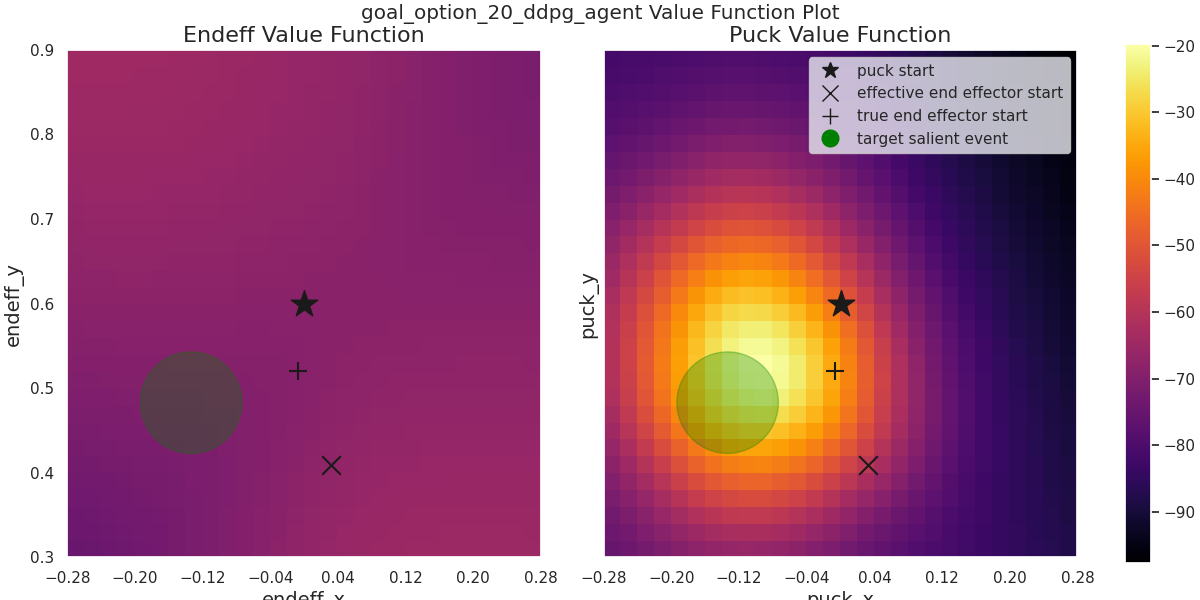 goal_option_20_ddpg_agent Value Function Plot
Endeff Value Function
0.9
0.8
0.7
0.6
0.5
0.4
0.3
endeff_y
−0.28 −0.20 −0.12 −0.04 0.04 0.12 0.20 0.28
endeff_x
Puck Value Function
puck start
effective end effector start
true end effector start
target salient event
puck_y
−0.28 −0.20 −0.12 −0.04 0.04 0.12 0.20 0.28
puck_x
−20
−30
−40
−50
−60
−70
−80
−90